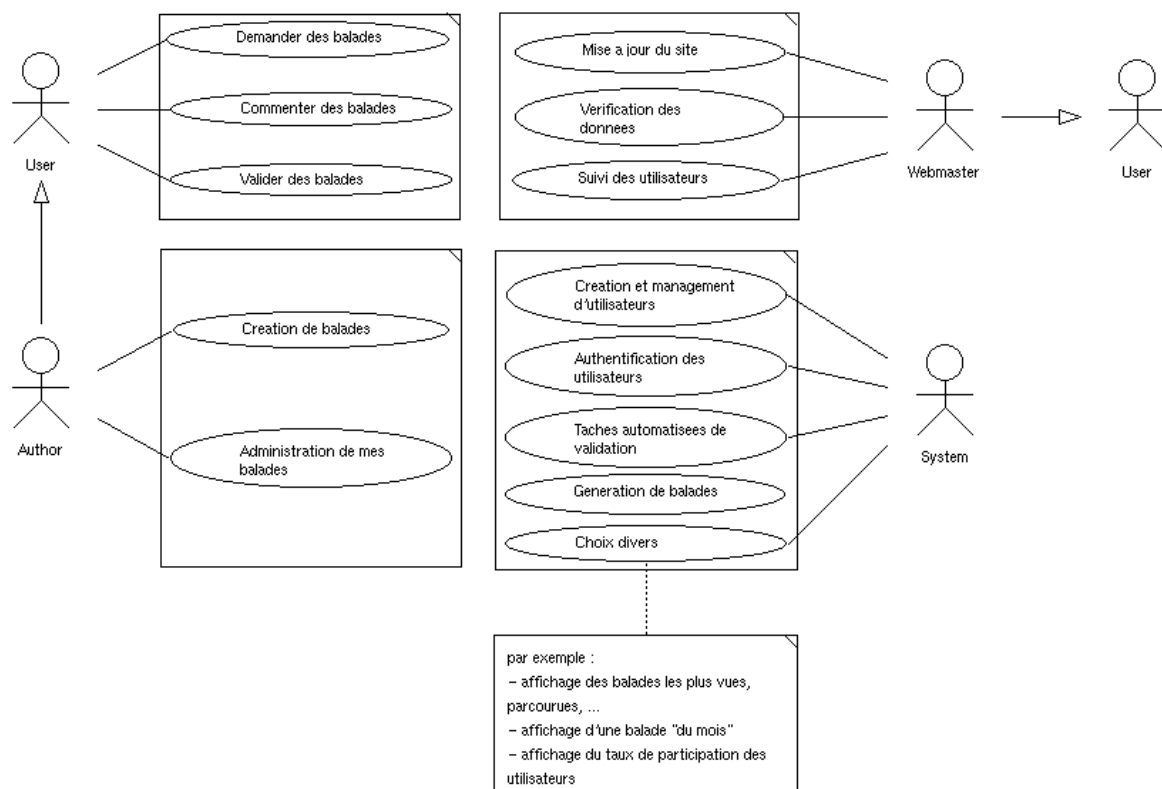 Demander des balades
Commenter des balades
Valider des balades
User
Mise a jour du site
Verification des
donnees
Suivi des utilisateurs
Webmaster
User
Creation de balades
Administration de mes
balades
Author
Creation et management
d'utilisateurs
Authentification des
utilisateurs
Taches automatisees de
validation
Generation de balades
Choix divers
System
par exemple :
– affichage des balades les plus vues,
parcourues, ...
– affichage d'une balade "du mois"
– affichage du taux de participation des
utilisateurs